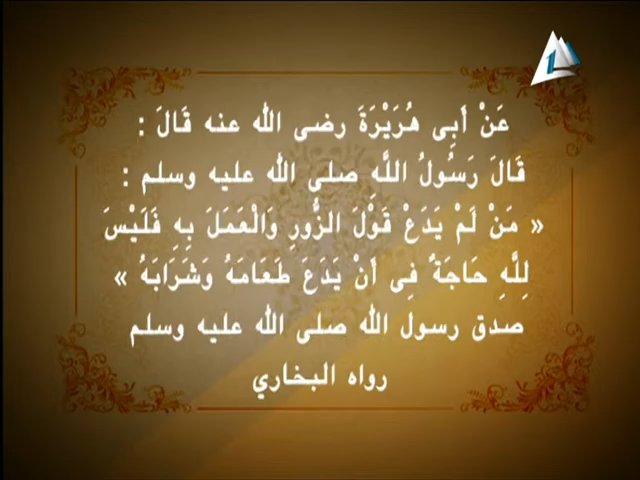 1
عَنْ أَبِى هُرَيْرَةَ رضى الله عنه قَالَ :
قَالَ رَسُولُ اللَّهِ صلى الله عليه وسلم :
« مَنْ لَمْ يَدَعْ قَوْلَ الزُّورِ وَالْعَمَلَ بِهِ فَلَيْسَ
لِلَّهِ حَاجَةٌ فِى أَنْ يَدَعَ طَعَامَهُ وَشَرَابَهُ »
صدق رسول الله صلى الله عليه وسلم
رواه البخاري